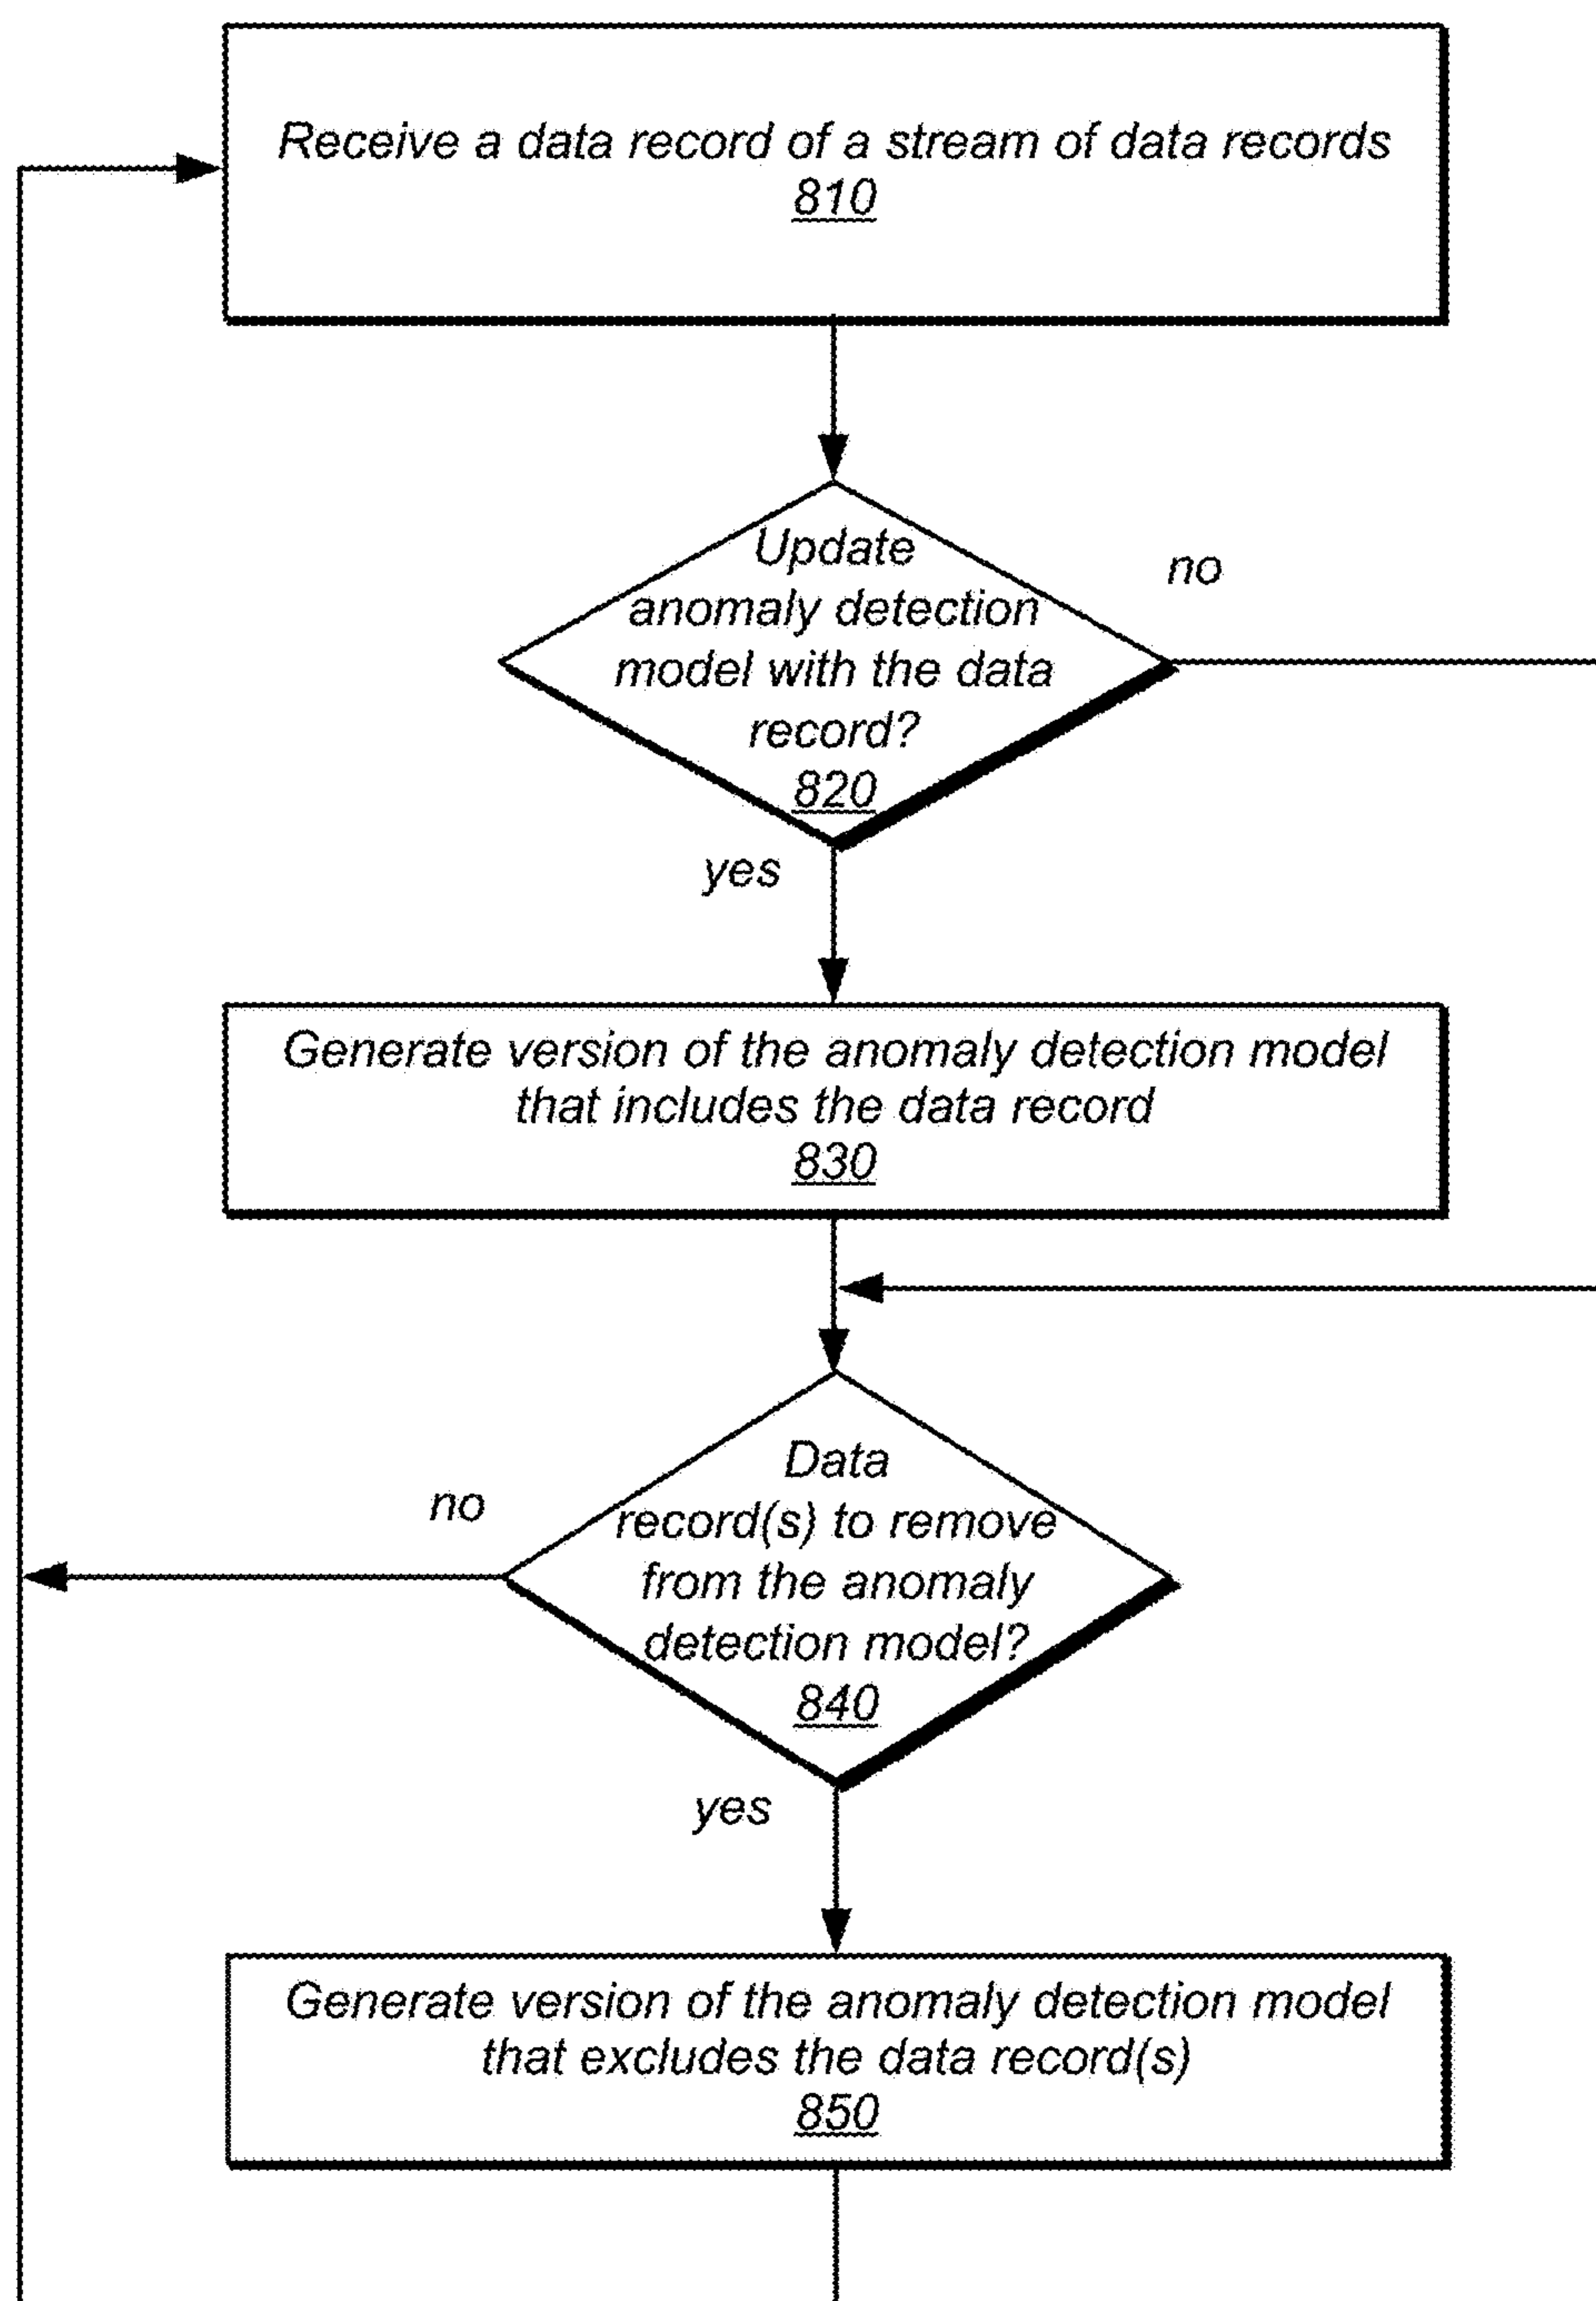 Receive a data record of a stream of data records
810
Update
anomaly detection
model with the data
record?
820
no
yes
Generate version of the anomaly detection model
that includes the data record
830
Data
record(s) to remove
from the anomaly
detection model?
840
no
yes
Generate version of the anomaly detection model
that excludes the data record(s)
850